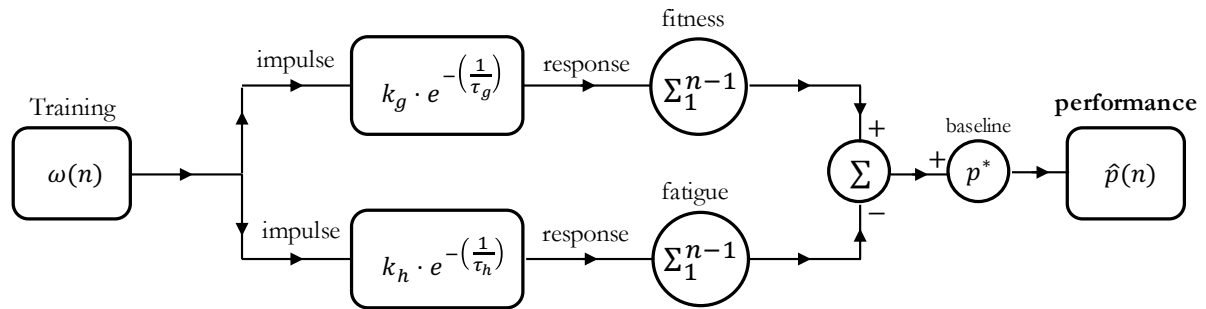 fitness
impulse
k_g · e^{-(1/τ_g)}
response
Σ_1^{n-1}
Training
ω(n)
+
Σ
−
+
baseline
p*
performance
p̂(n)
fatigue
impulse
k_h · e^{-(1/τ_h)}
response
Σ_1^{n-1}